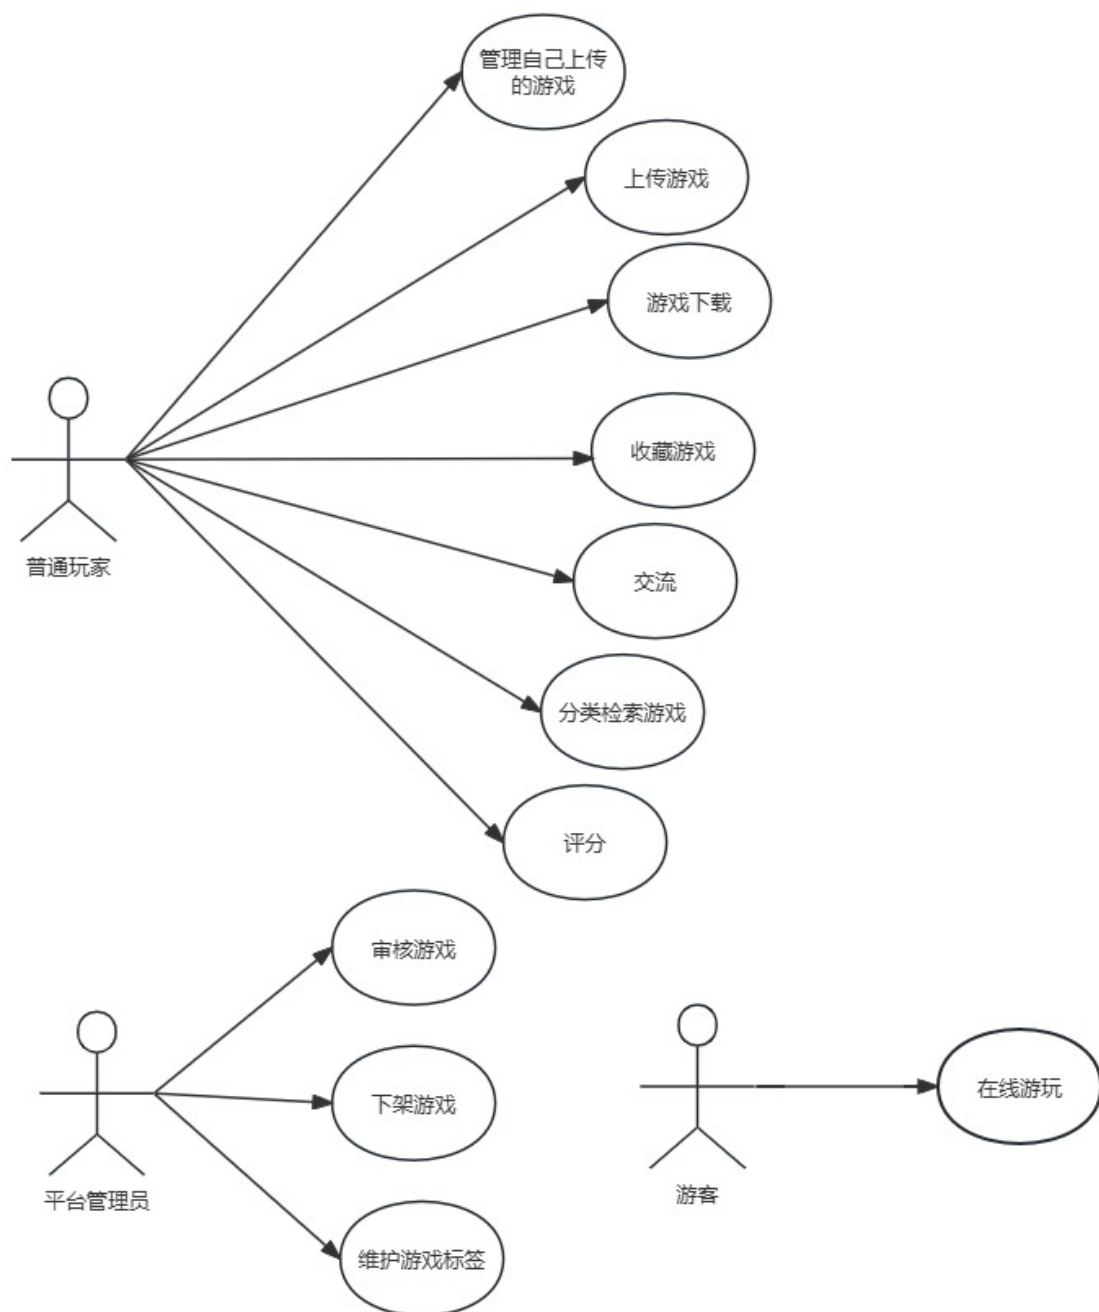 管理自己上传
的游戏
上传游戏
游戏下载
收藏游戏
交流
分类检索游戏
评分
普通玩家
审核游戏
下架游戏
维护游戏标签
平台管理员
在线游玩
游客